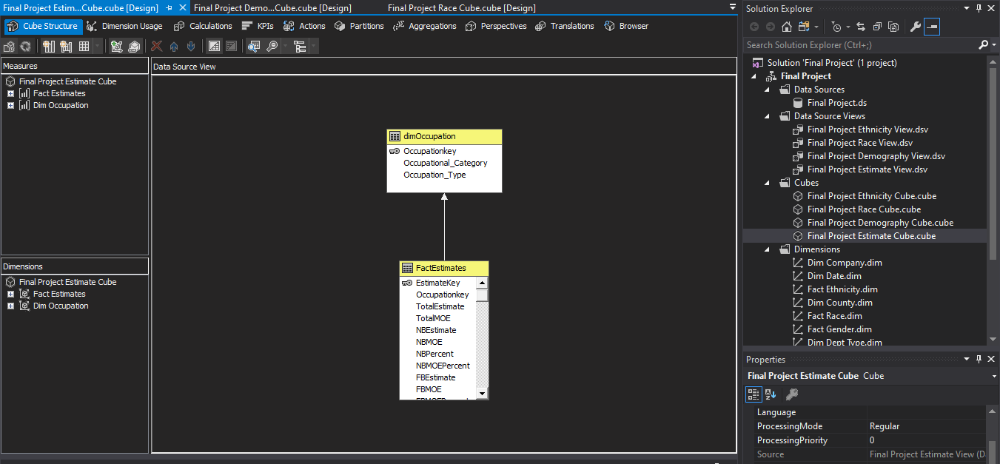 Final Project Estim...Cube.cube [Design]
Final Project Demo...Cube.cube [Design]
Final Project Race Cube.cube [Design]
Cube Structure
Dimension Usage
Calculations
KPIs
Actions
Partitions
Aggregations
Perspectives
Translations
Browser
Measures
Final Project Estimate Cube
Fact Estimates
Dim Occupation
Dimensions
Final Project Estimate Cube
Fact Estimates
Dim Occupation
Data Source View
dimOccupation
Occupationkey
Occupational_Category
Occupation_Type
FactEstimates
EstimateKey
Occupationkey
TotalEstimate
TotalMOE
NBEstimate
NBMOE
NBPercent
NBMOEPercent
FBEstimate
FBMOE
Solution Explorer
Search Solution Explorer (Ctrl+;)
Solution 'Final Project' (1 project)
Final Project
Data Sources
Final Project.ds
Data Source Views
Final Project Ethnicity View.dsv
Final Project Race View.dsv
Final Project Demography View.dsv
Final Project Estimate View.dsv
Cubes
Final Project Ethnicity Cube.cube
Final Project Race Cube.cube
Final Project Demography Cube.cube
Final Project Estimate Cube.cube
Dimensions
Dim Company.dim
Dim Date.dim
Fact Ethnicity.dim
Dim County.dim
Fact Race.dim
Fact Gender.dim
Dim Dept Type.dim
Properties
Final Project Estimate Cube Cube
Language
ProcessingMode Regular
ProcessingPriority 0
Source Final Project Estimate View (D